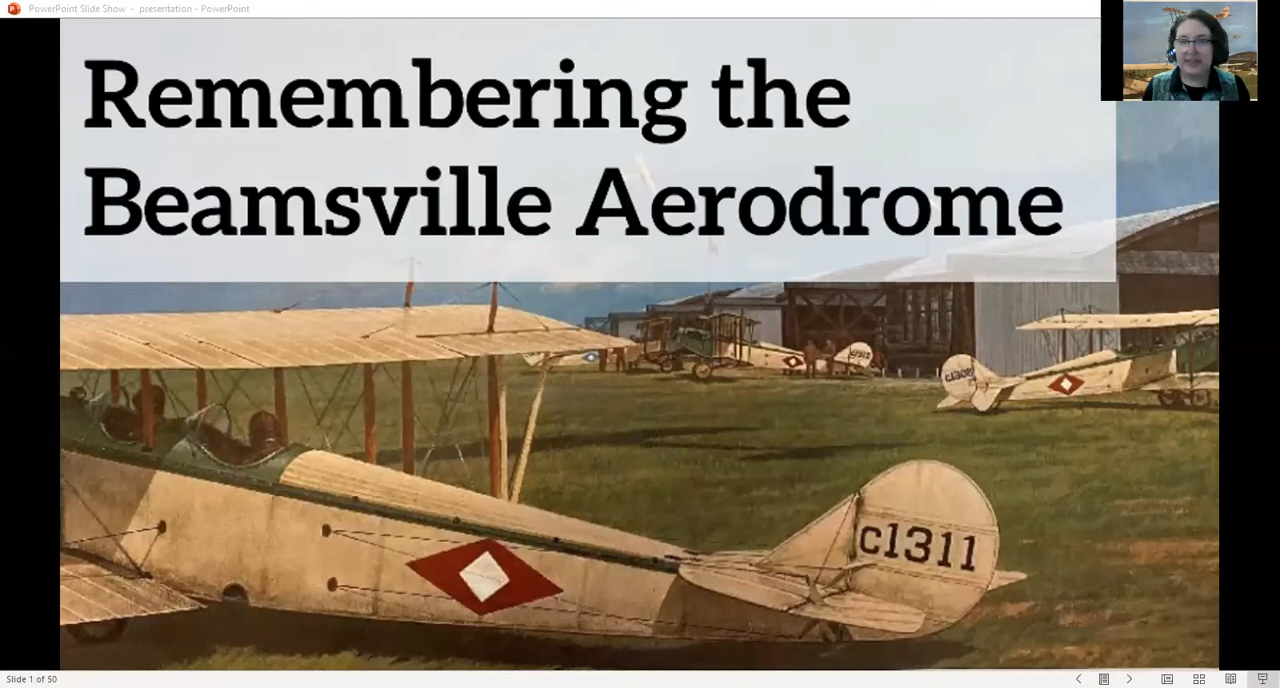 PowerPoint Slide Show - presentation - PowerPoint
Remembering the
Beamsville Aerodrome
c1311
Slide 1 of 50